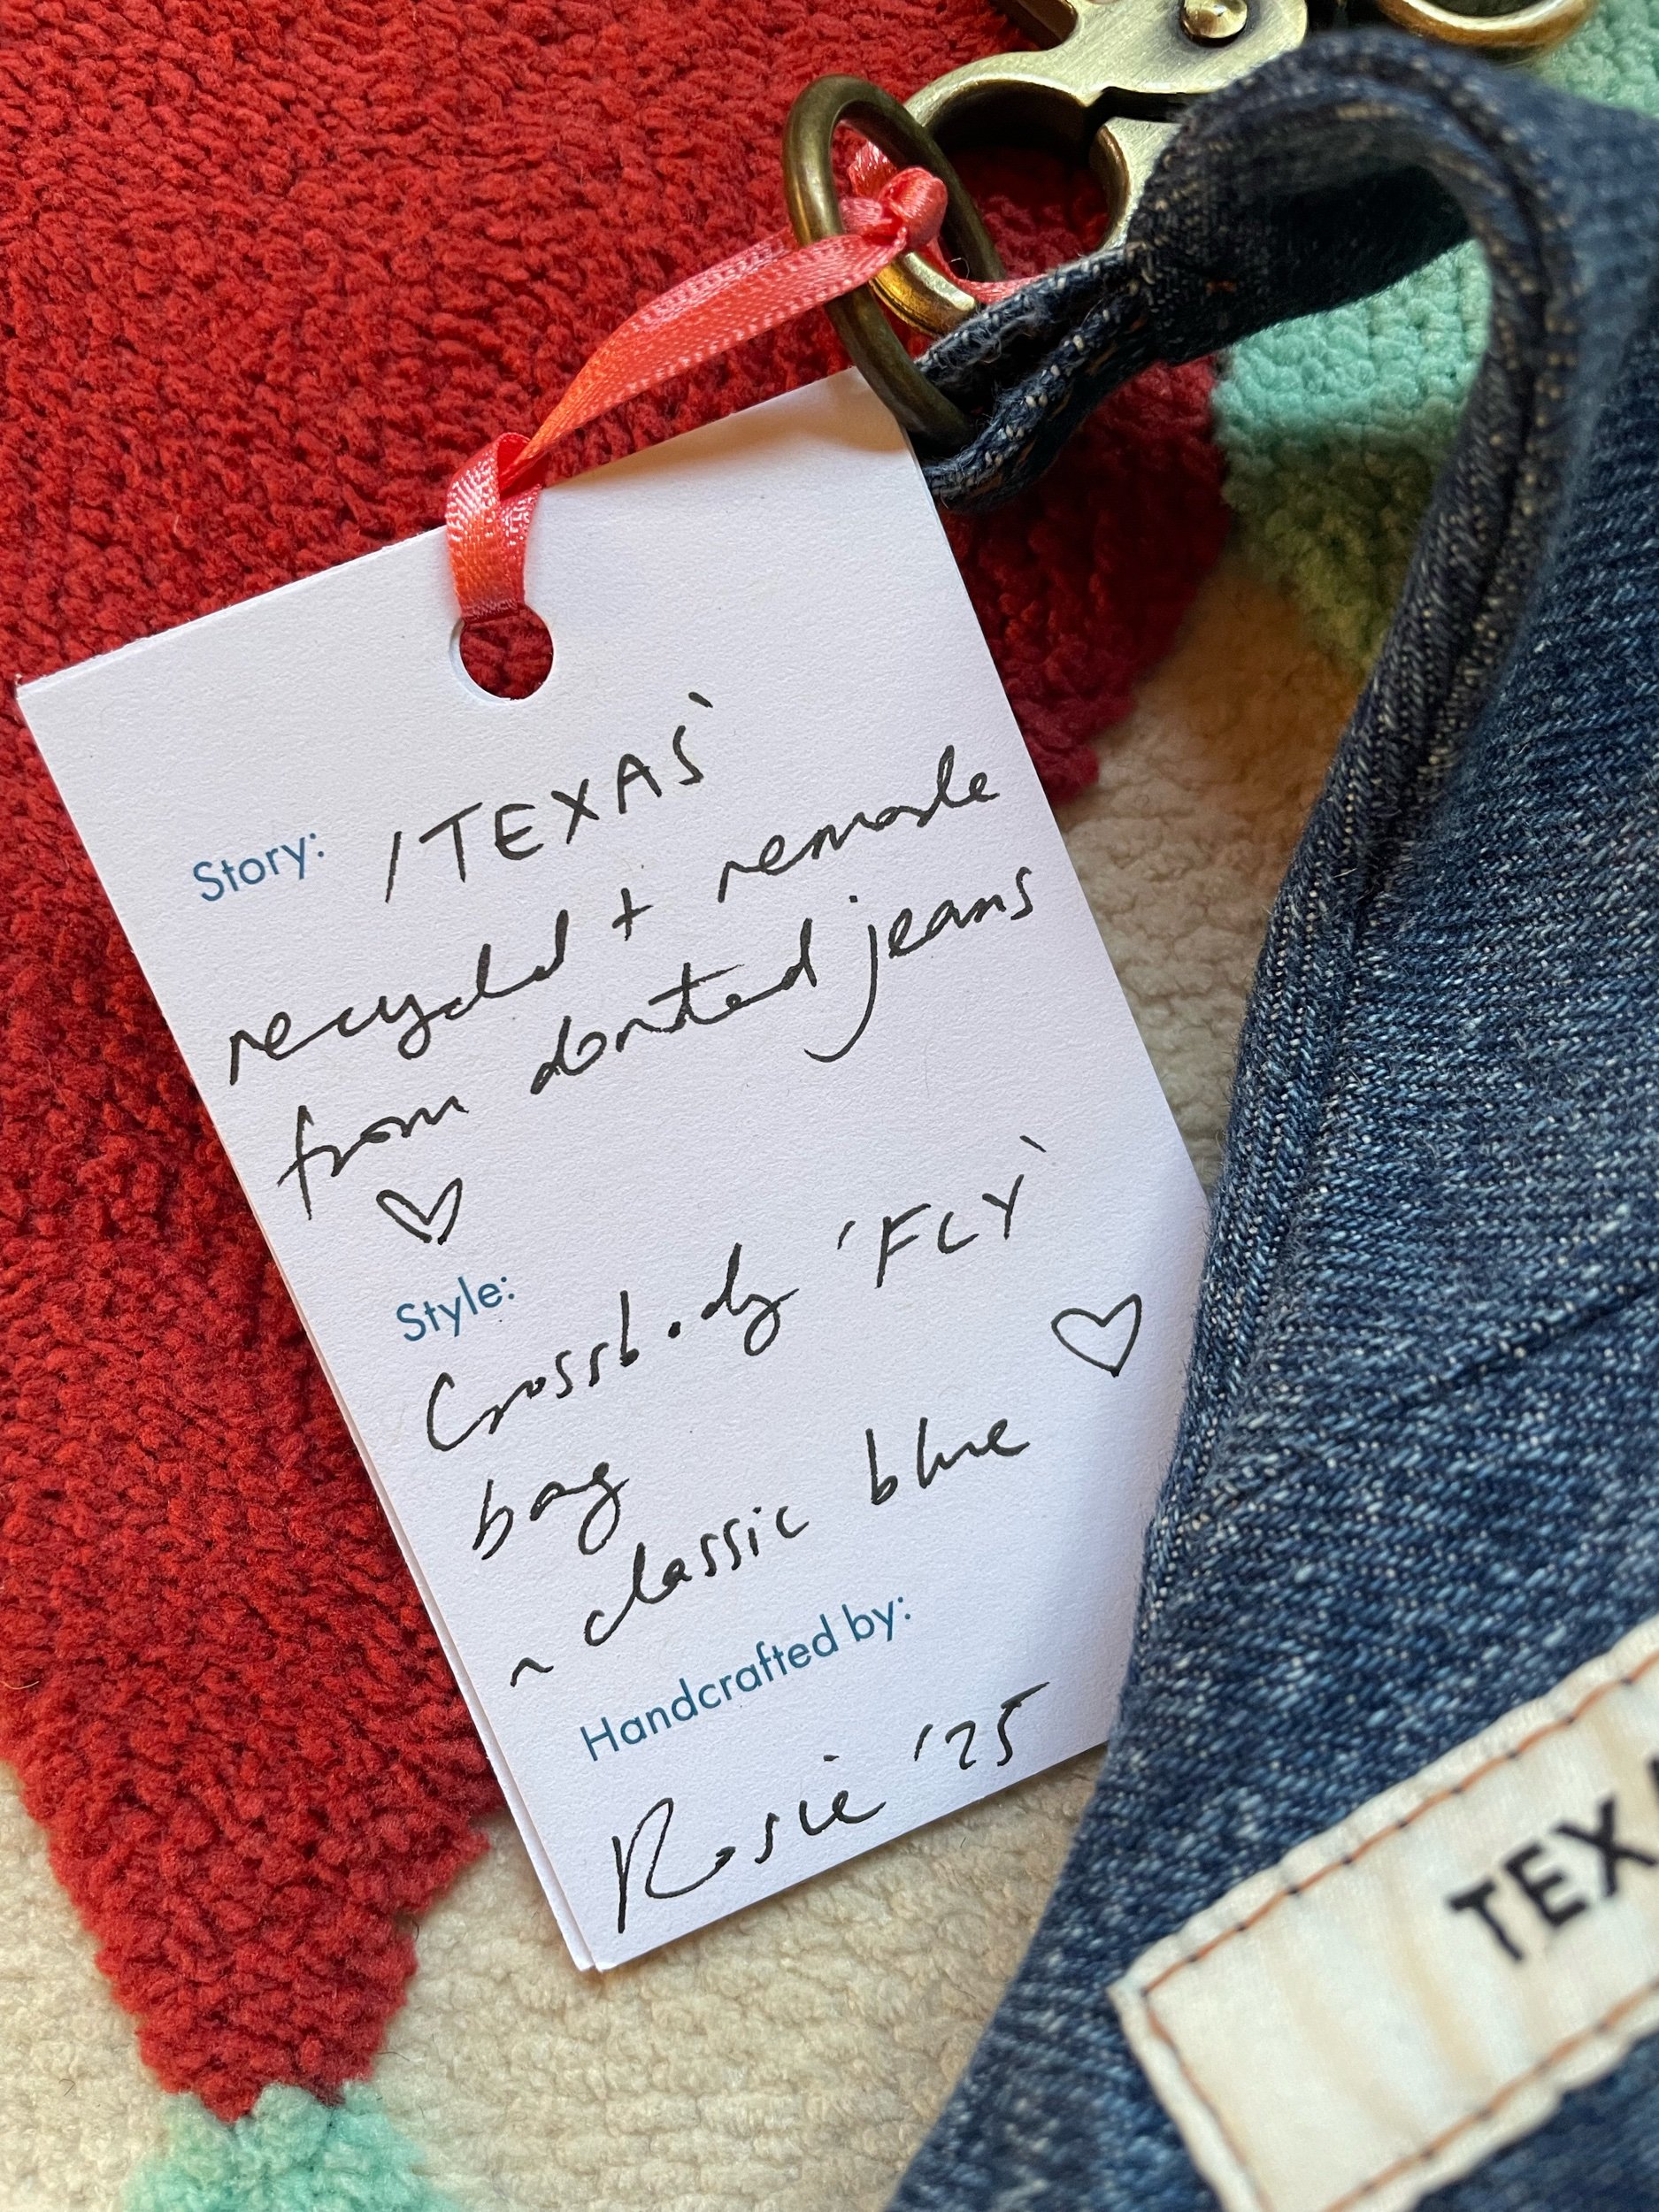 Story: 'TEXAS'
recycled + remade
from donated jeans
♡
Style:
Crossbody 'FLY'
bag ♡
~ classic blue
Handcrafted by:
Rosie '25
TEX